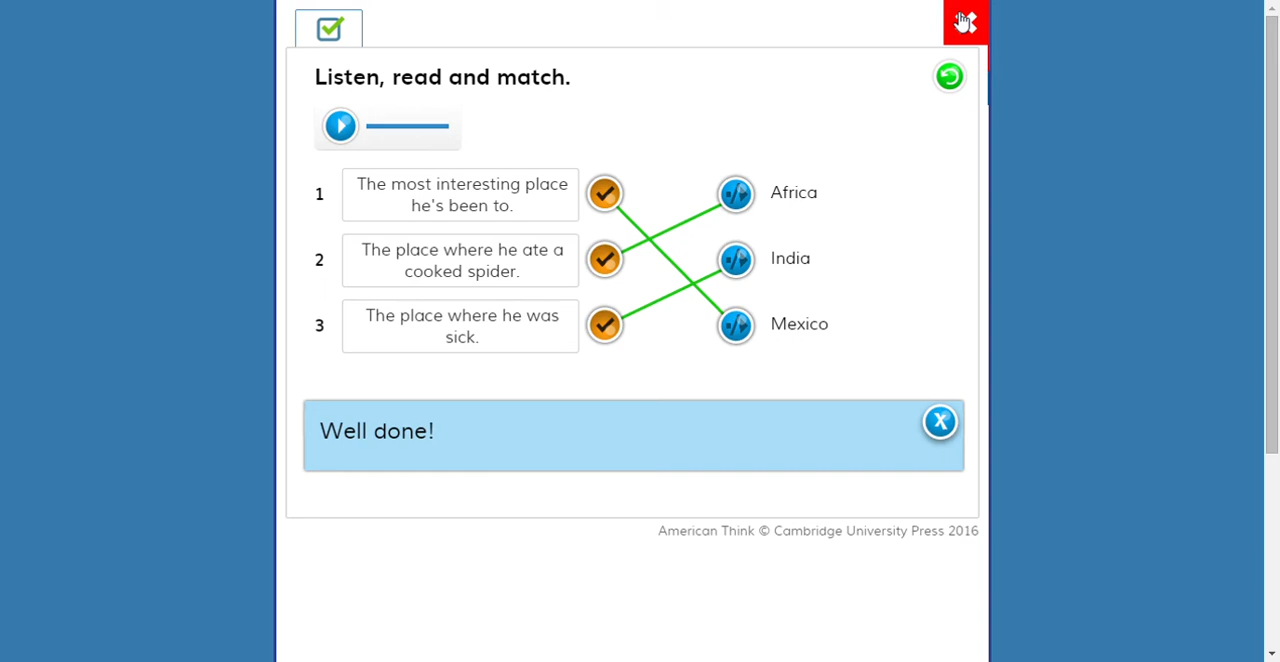 Listen, read and match.
1 The most interesting place
he's been to.
Africa
2 The place where he ate a
cooked spider.
India
3 The place where he was
sick.
Mexico
Well done!
X
American Think © Cambridge University Press 2016